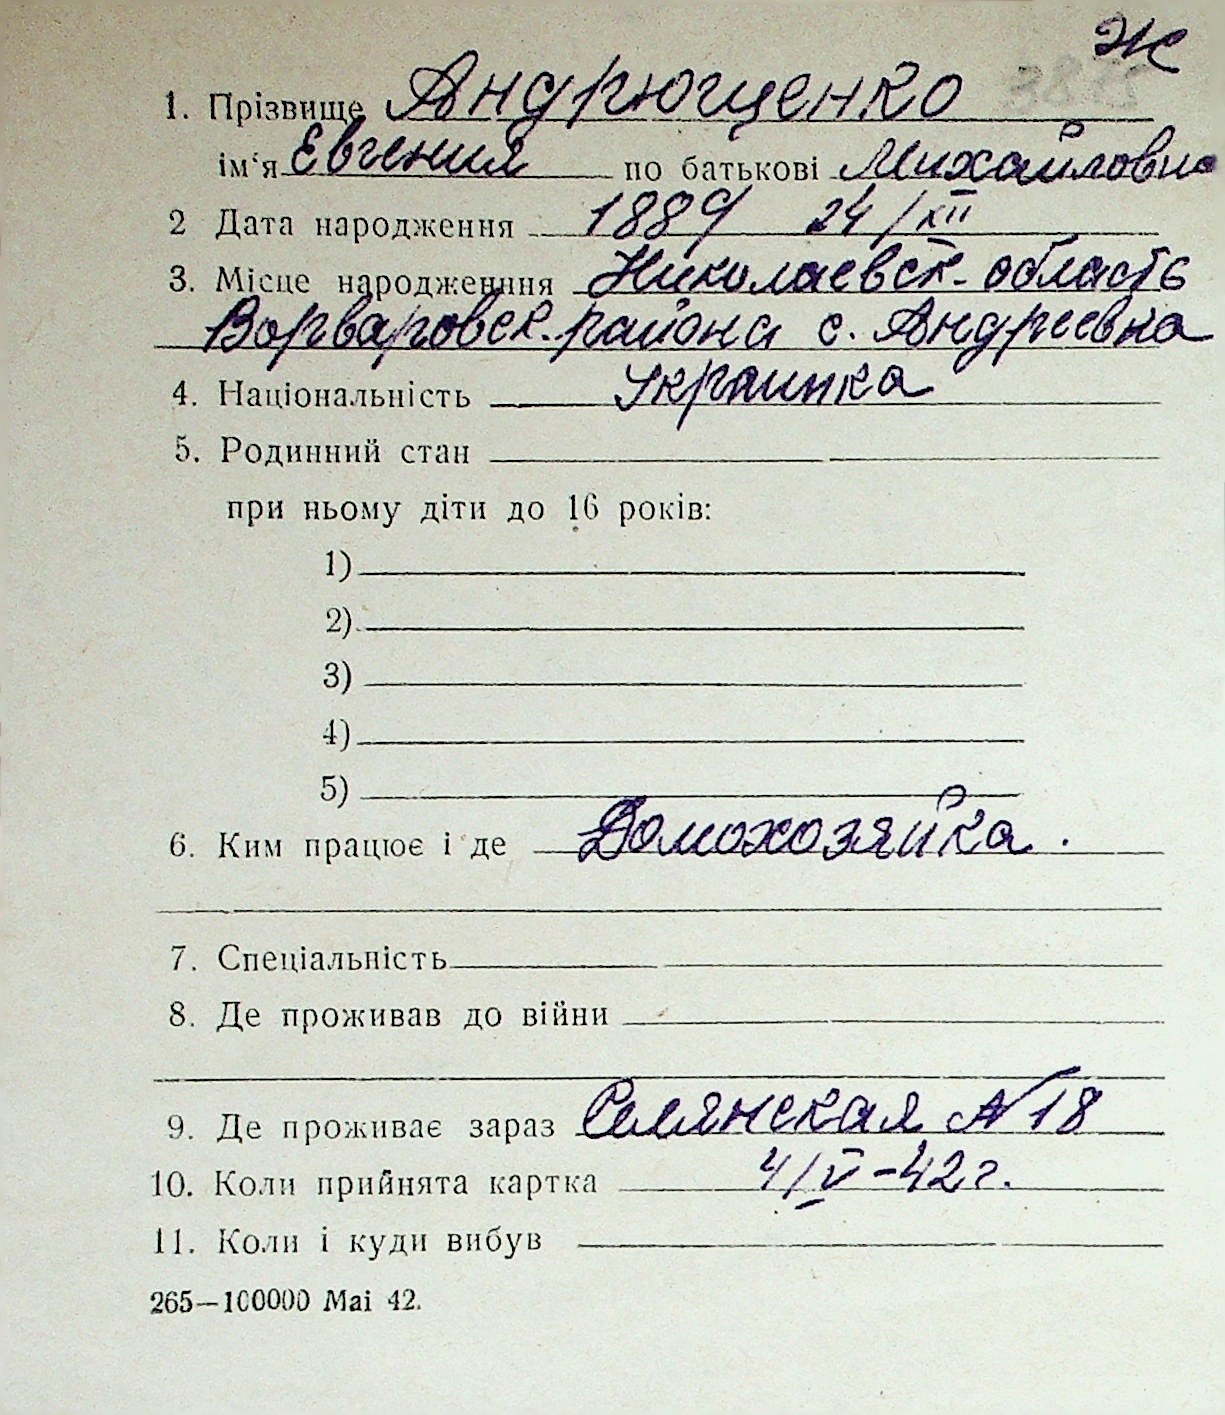 Ж
1. Прізвище Андрющенко
ім'я Евгения по батькові Михайловна
2 Дата народження 1889 24/XII
3. Місце народженння Николаевск. область
Ворваровск. района с. Андреевка
4. Національність Украинка
5. Родинний стан
при ньому діти до 16 років:
1)
2)
3)
4)
5)
6. Ким працює і де Домохозяйка.
7. Спеціальність
8. Де проживав до війни
9. Де проживає зараз Селянская № 18
10. Коли прийнята картка 4/V-42г.
11. Коли і куди вибув
265—100000 Mai 42.